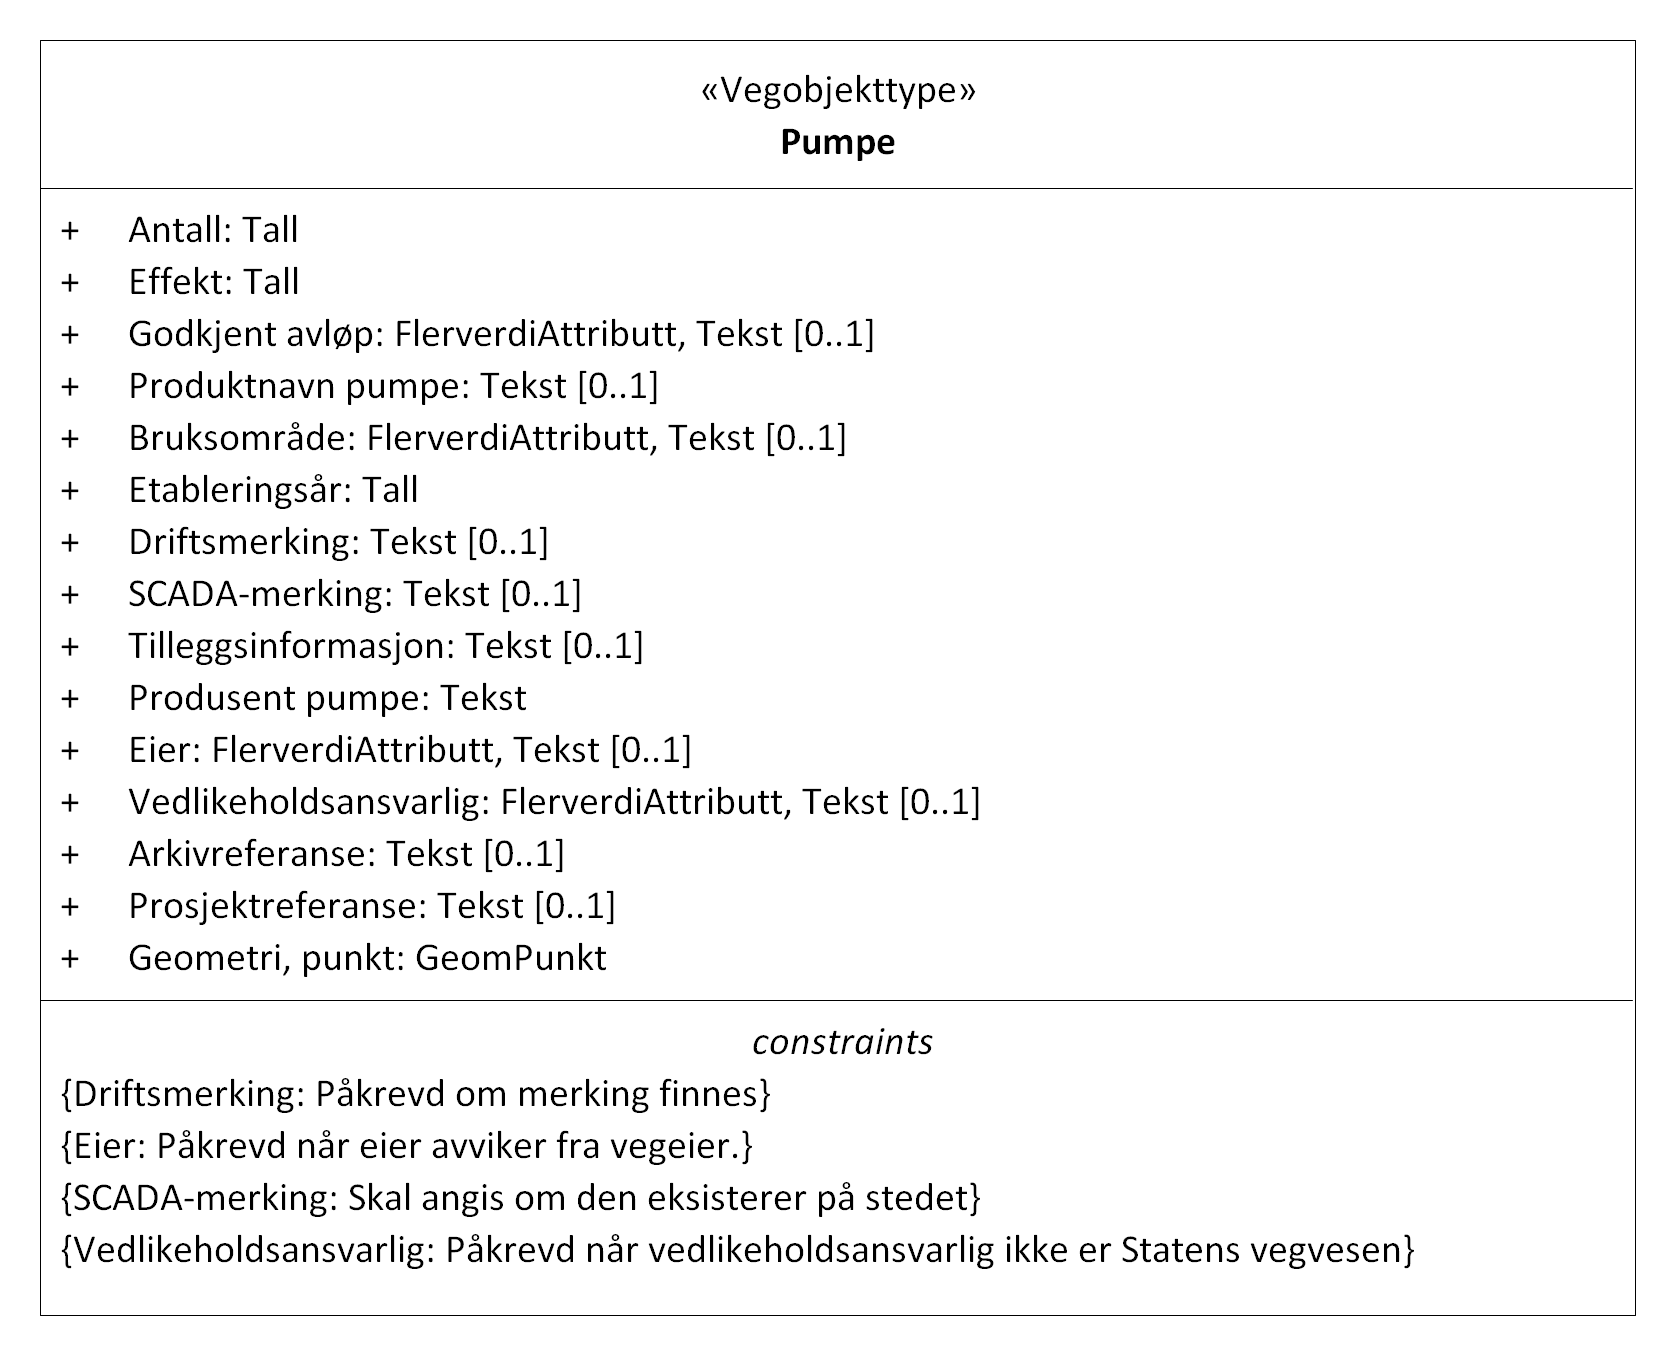 «Vegobjekttype»
Pumpe
+ Antall: Tall
+ Effekt: Tall
+ Godkjent avløp: FlerverdiAttributt, Tekst [0..1]
+ Produktnavn pumpe: Tekst [0..1]
+ Bruksområde: FlerverdiAttributt, Tekst [0..1]
+ Etableringsår: Tall
+ Driftsmerking: Tekst [0..1]
+ SCADA-merking: Tekst [0..1]
+ Tilleggsinformasjon: Tekst [0..1]
+ Produsent pumpe: Tekst
+ Eier: FlerverdiAttributt, Tekst [0..1]
+ Vedlikeholdsansvarlig: FlerverdiAttributt, Tekst [0..1]
+ Arkivreferanse: Tekst [0..1]
+ Prosjektreferanse: Tekst [0..1]
+ Geometri, punkt: GeomPunkt
constraints
{Driftsmerking: Påkrevd om merking finnes}
{Eier: Påkrevd når eier avviker fra vegeier.}
{SCADA-merking: Skal angis om den eksisterer på stedet}
{Vedlikeholdsansvarlig: Påkrevd når vedlikeholdsansvarlig ikke er Statens vegvesen}